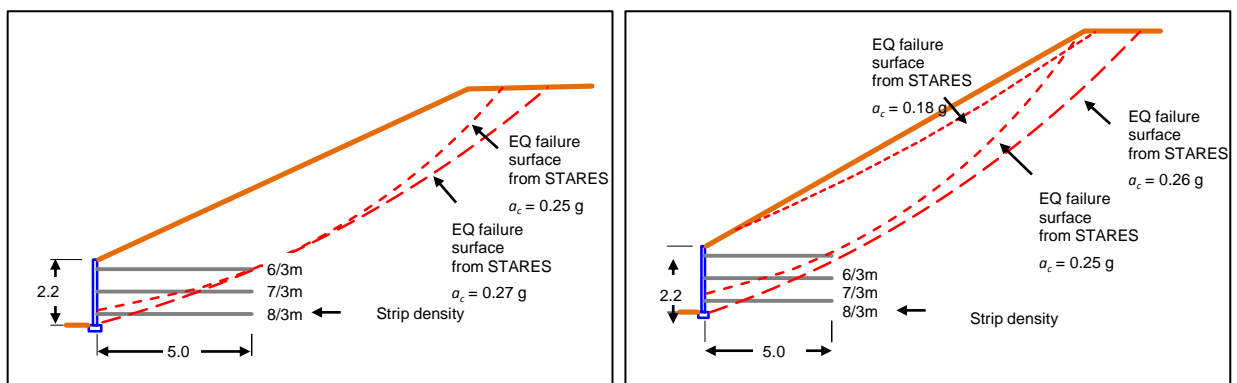 EQ failure
surface
from STARES
a_c = 0.25 g
EQ failure
surface
from STARES
a_c = 0.27 g
6/3m
7/3m
8/3m
Strip density
2.2
5.0
EQ failure
surface
from STARES
a_c = 0.18 g
EQ failure
surface
from STARES
a_c = 0.26 g
EQ failure
surface
from STARES
a_c = 0.25 g
6/3m
7/3m
8/3m
Strip density
2.2
5.0